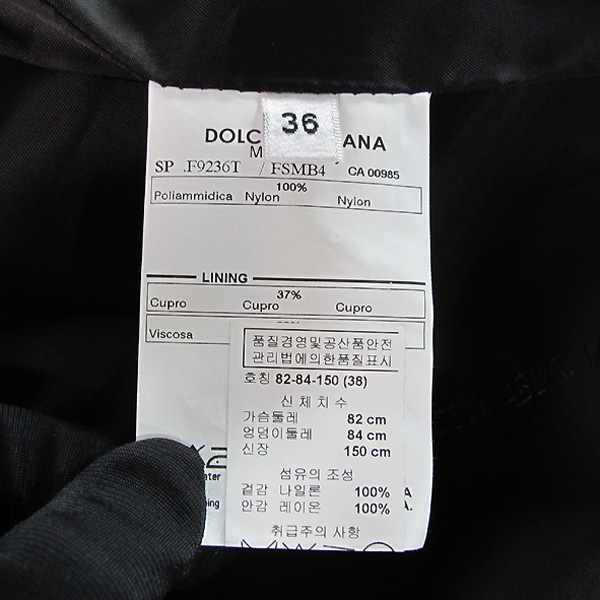 36
DOLC ANA
M
SP .F9236T / FSMB4 CA 00985
100%
Poliammidica Nylon Nylon
LINING
37%
Cupro Cupro Cupro
Viscosa
품질경영및공산품안전
관리법에의한품질표시
호칭 82-84-150 (38)
신 체 치 수
가슴둘레 82 cm
엉덩이둘레 84 cm
신장 150 cm
섬유의 조성
겉감 나일론 100%
안감 레이온 100%
취급주의 사항